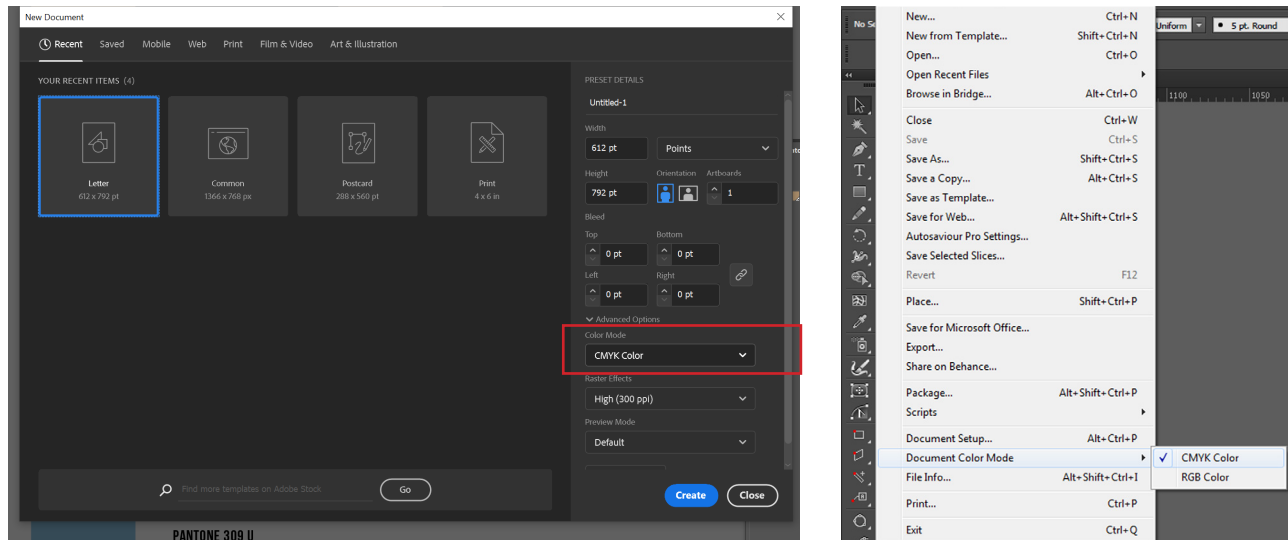 New Document
Recent Saved Mobile Web Print Film & Video Art & Illustration
YOUR RECENT ITEMS (4)
Letter
612 x 792 pt
Common
1366 x 768 px
Postcard
288 x 560 pt
Print
4 x 6 in
PRESET DETAILS
Untitled-1
Width
612 pt Points
Height Orientation Artboards
792 pt 1
Bleed
Top Bottom
0 pt 0 pt
Left Right
0 pt 0 pt
Advanced Options
Color Mode
CMYK Color
Raster Effects
High (300 ppi)
Preview Mode
Default
Find more templates on Adobe Stock Go
Create Close
PANTONE 309 U
New... Ctrl+N
New from Template... Shift+Ctrl+N
Open... Ctrl+O
Open Recent Files
Browse in Bridge... Alt+Ctrl+O
Close Ctrl+W
Save Ctrl+S
Save As... Shift+Ctrl+S
Save a Copy... Alt+Ctrl+S
Save as Template...
Save for Web... Alt+Shift+Ctrl+S
Autosaviour Pro Settings...
Save Selected Slices...
Revert F12
Place... Shift+Ctrl+P
Save for Microsoft Office...
Export...
Share on Behance...
Package... Alt+Shift+Ctrl+P
Scripts
Document Setup... Alt+Ctrl+P
Document Color Mode
File Info... Alt+Shift+Ctrl+I
Print... Ctrl+P
Exit Ctrl+Q
CMYK Color
RGB Color
No Se
Uniform 5 pt. Round
1100 1050